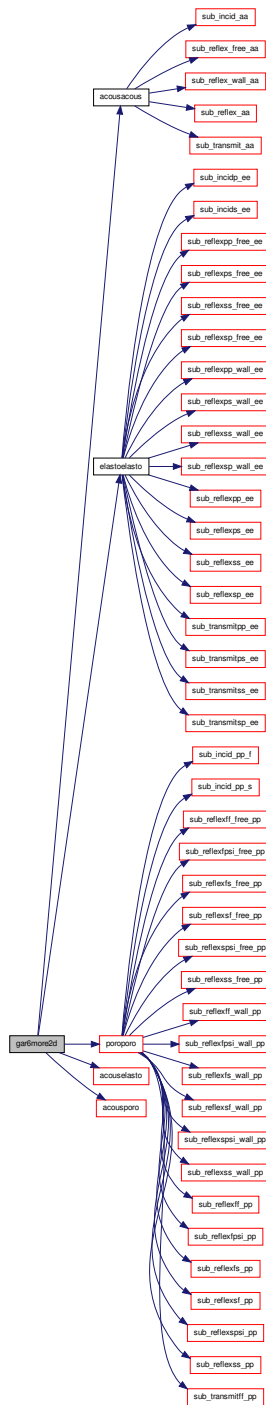 sub_incid_aa
sub_reflex_free_aa
sub_reflex_wall_aa
acousacous
sub_reflex_aa
sub_transmit_aa
sub_incidp_ee
sub_incids_ee
sub_reflexpp_free_ee
sub_reflexps_free_ee
sub_reflexss_free_ee
sub_reflexsp_free_ee
sub_reflexpp_wall_ee
sub_reflexps_wall_ee
sub_reflexss_wall_ee
elastoelasto
sub_reflexsp_wall_ee
sub_reflexpp_ee
sub_reflexps_ee
sub_reflexss_ee
sub_reflexsp_ee
sub_transmitpp_ee
sub_transmitps_ee
sub_transmitss_ee
sub_transmitsp_ee
sub_incid_pp_f
sub_incid_pp_s
sub_reflexff_free_pp
sub_reflexfpsi_free_pp
sub_reflexfs_free_pp
sub_reflexsf_free_pp
sub_reflexspsi_free_pp
sub_reflexss_free_pp
sub_reflexff_wall_pp
gar6more2d
poroporo
sub_reflexfpsi_wall_pp
acouselasto
sub_reflexfs_wall_pp
acousporo
sub_reflexsf_wall_pp
sub_reflexspsi_wall_pp
sub_reflexss_wall_pp
sub_reflexff_pp
sub_reflexfpsi_pp
sub_reflexfs_pp
sub_reflexsf_pp
sub_reflexspsi_pp
sub_reflexss_pp
sub_transmitff_pp